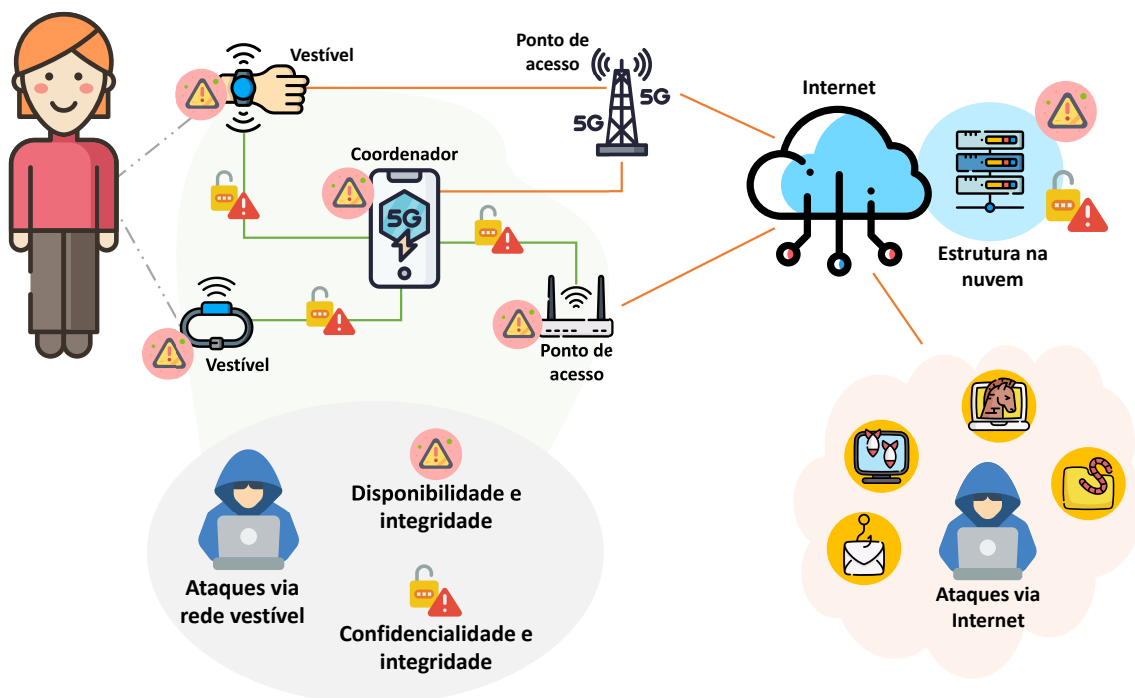 Vestível
Ponto de
acesso
5G
5G
Internet
Coordenador
5G
Estrutura na
nuvem
Vestível
Ponto de
acesso
Disponibilidade e
integridade
Ataques via
rede vestível
Confidencialidade e
integridade
Ataques via
Internet